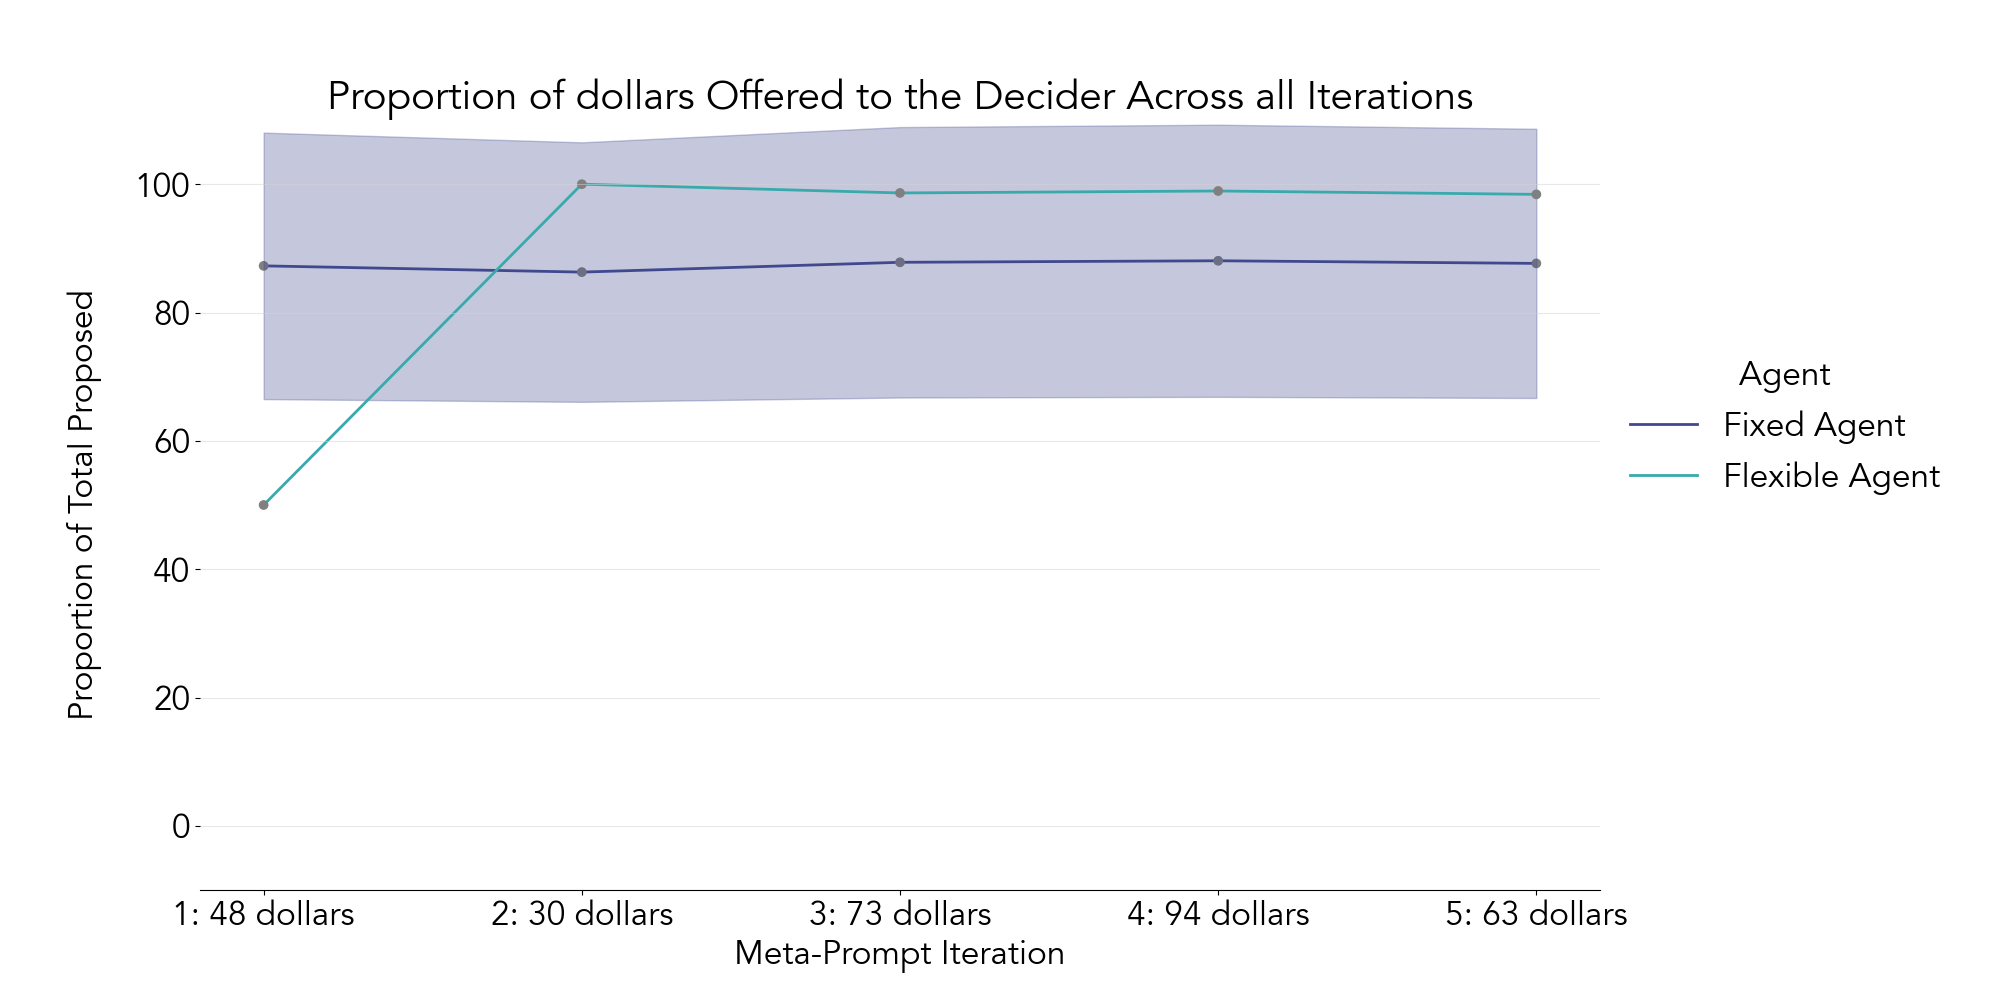 Proportion of dollars Offered to the Decider Across all Iterations
Proportion of Total Proposed
100
80
60
40
20
0
1: 48 dollars
2: 30 dollars
3: 73 dollars
4: 94 dollars
5: 63 dollars
Meta-Prompt Iteration
Agent
Fixed Agent
Flexible Agent